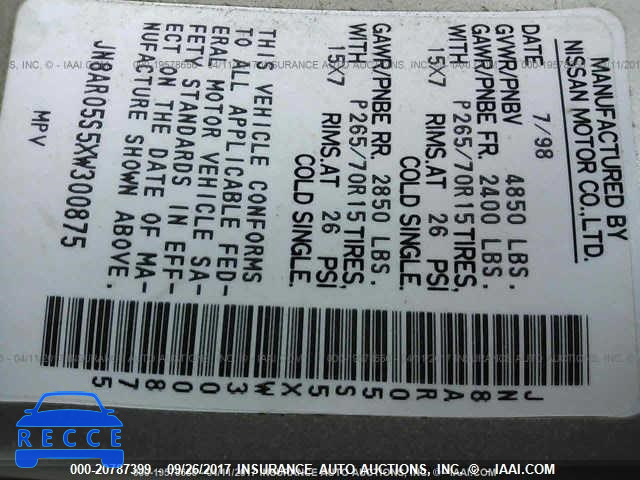 MANUFACTURED BY
NISSAN MOTOR CO.,LTD.
DATE 7/98
GVWR/PNBV 4850 LBS.
GAWR/PNBE FR. 2400 LBS.
WITH P265/70R15 TIRES,
15X7 RIMS.AT 26 PSI
COLD SINGLE.
GAWR/PNBE RR. 2850 LBS.
WITH P265/70R15 TIRES,
15X7 RIMS.AT 26 PSI
COLD SINGLE.
THIS VEHICLE CONFORMS
TO ALL APPLICABLE FED-
ERAL MOTOR VEHICLE SA-
FETY STANDARDS IN EFF-
ECT ON THE DATE OF MA-
NUFACTURE SHOWN ABOVE.
JN8AR05S5XW300875
MPV
JN8AR05S5XW300875
RECCE
000-20787399 - 09/26/2017 INSURANCE AUTO AUCTIONS, INC. - © IAAI.COM